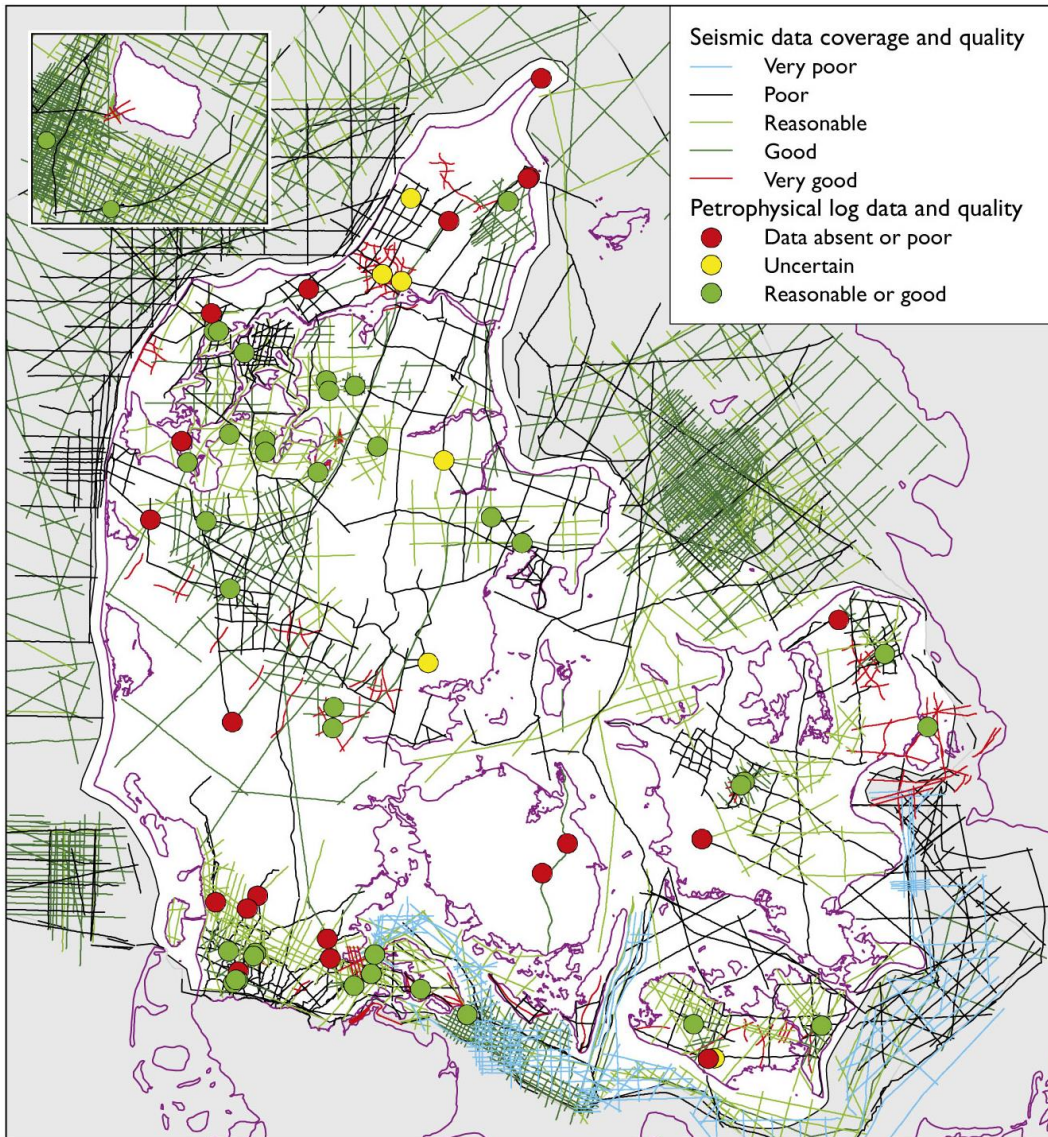 Seismic data coverage and quality
Very poor
Poor
Reasonable
Good
Very good
Petrophysical log data and quality
Data absent or poor
Uncertain
Reasonable or good